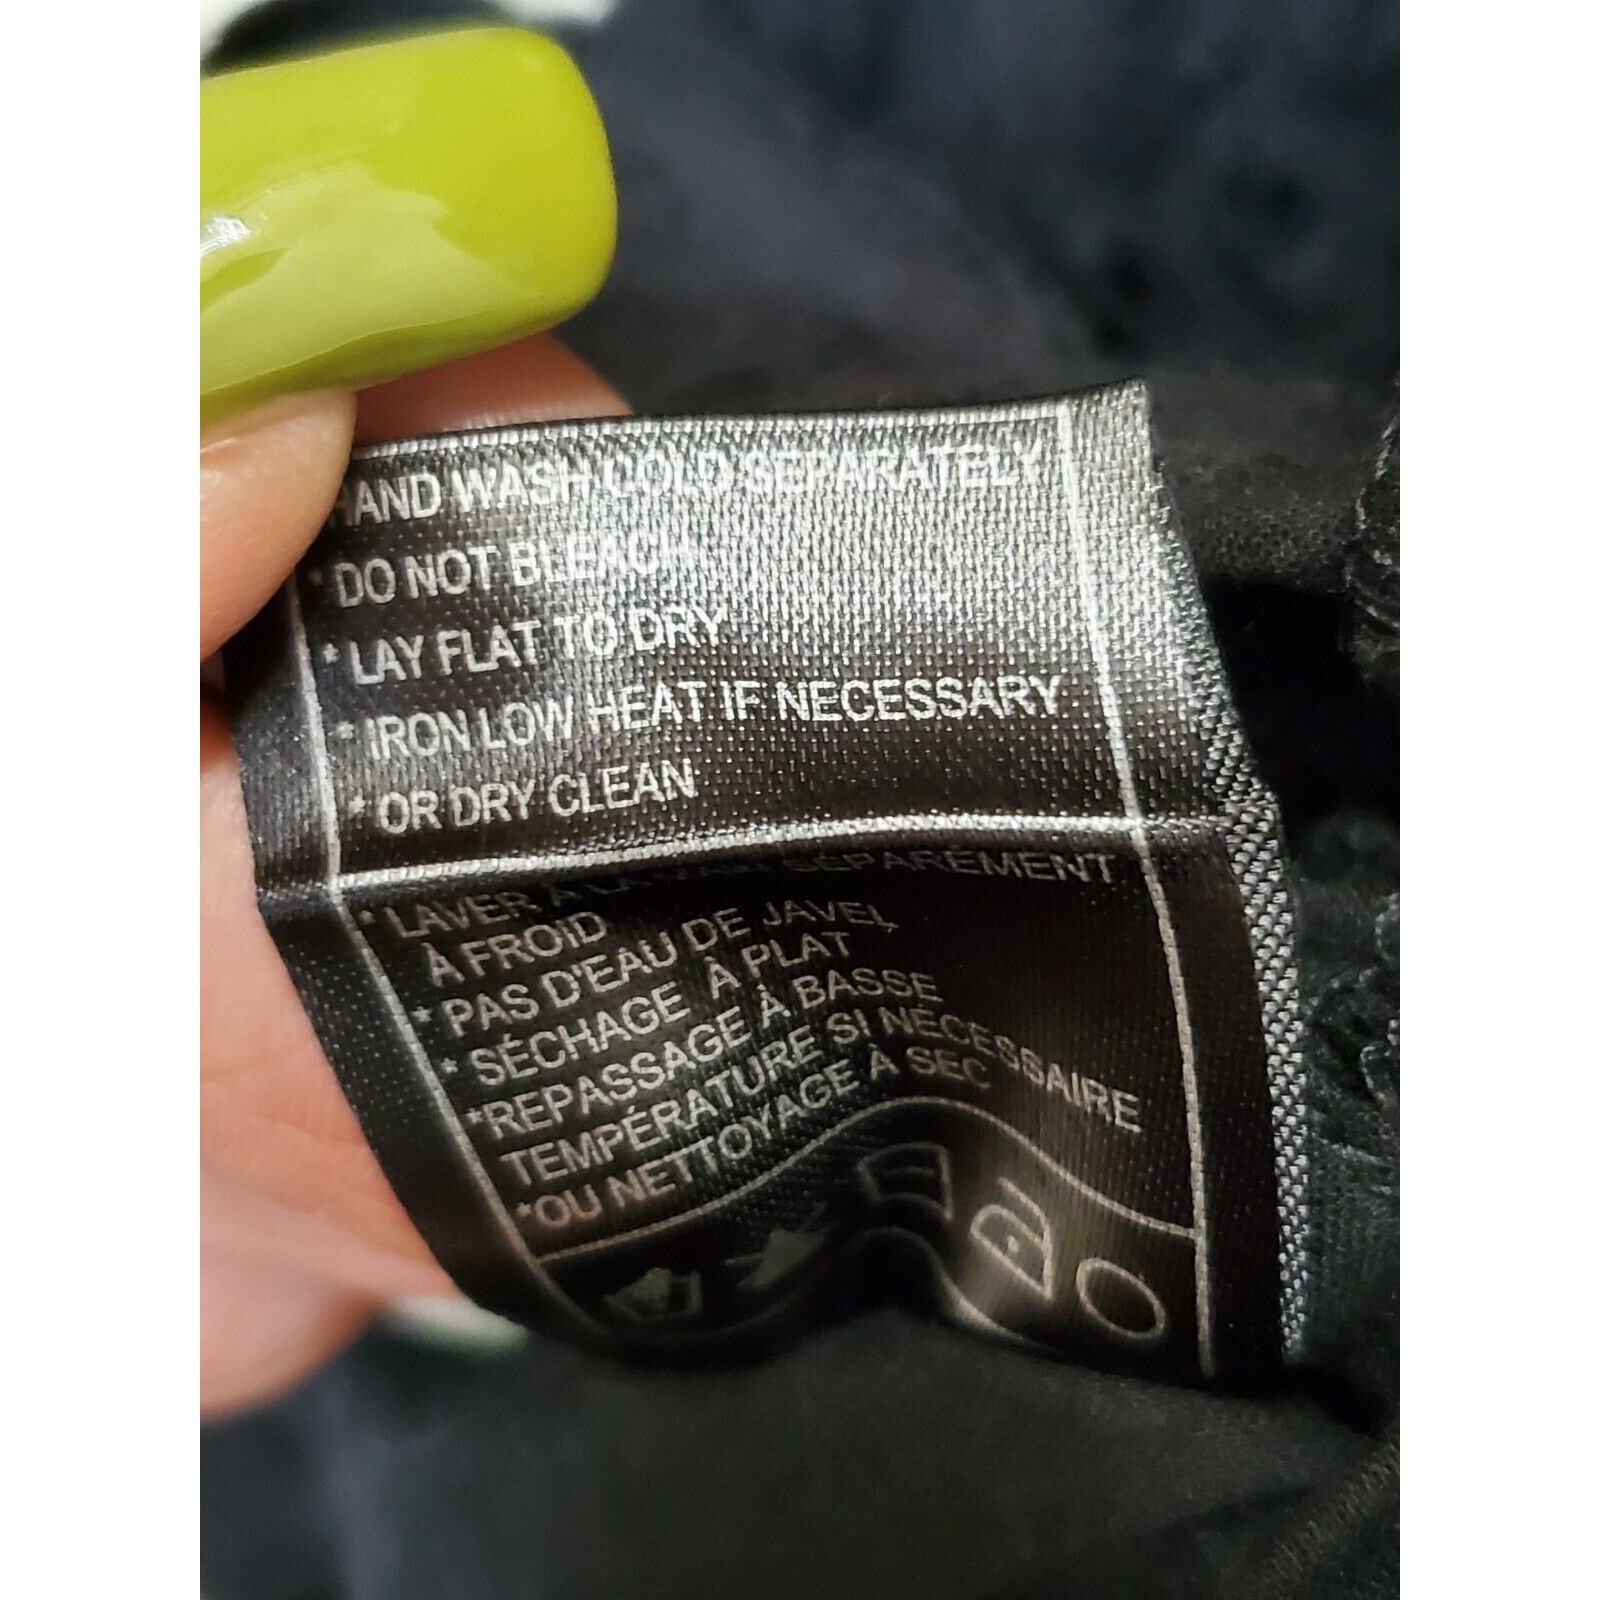 HAND WASH COLD SEPARATELY
* DO NOT BLEACH
* LAY FLAT TO DRY
* IRON LOW HEAT IF NECESSARY
* OR DRY CLEAN
* LAVER À LA MAIN SÉPARÉMENT
À FROID
* PAS D'EAU DE JAVEL
* SÉCHAGE À PLAT
*REPASSAGE À BASSE
TEMPÉRATURE SI NÉCESSAIRE
*OU NETTOYAGE À SEC